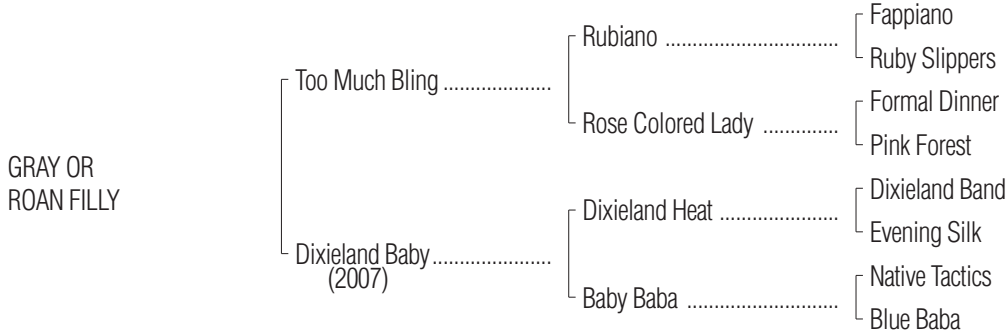 Fappiano
Rubiano ................................
Ruby Slippers
Too Much Bling ....................
Formal Dinner
Rose Colored Lady ..............
Pink Forest
GRAY OR
ROAN FILLY
Dixieland Band
Dixieland Heat ......................
Evening Silk
Dixieland Baby ......................
(2007)
Native Tactics
Baby Baba ............................
Blue Baba